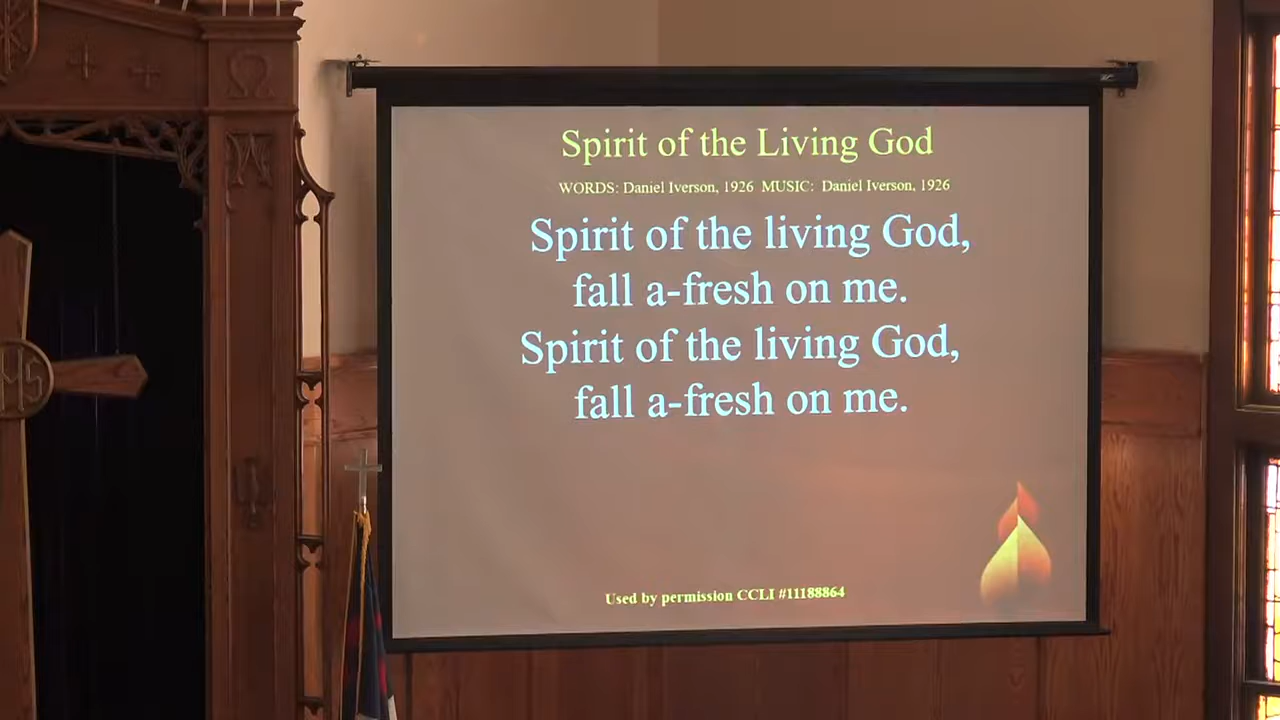 Spirit of the Living God
WORDS: Daniel Iverson, 1926 MUSIC: Daniel Iverson, 1926
Spirit of the living God,
fall a-fresh on me.
Spirit of the living God,
fall a-fresh on me.
Used by permission CCLI #11188864
IHS